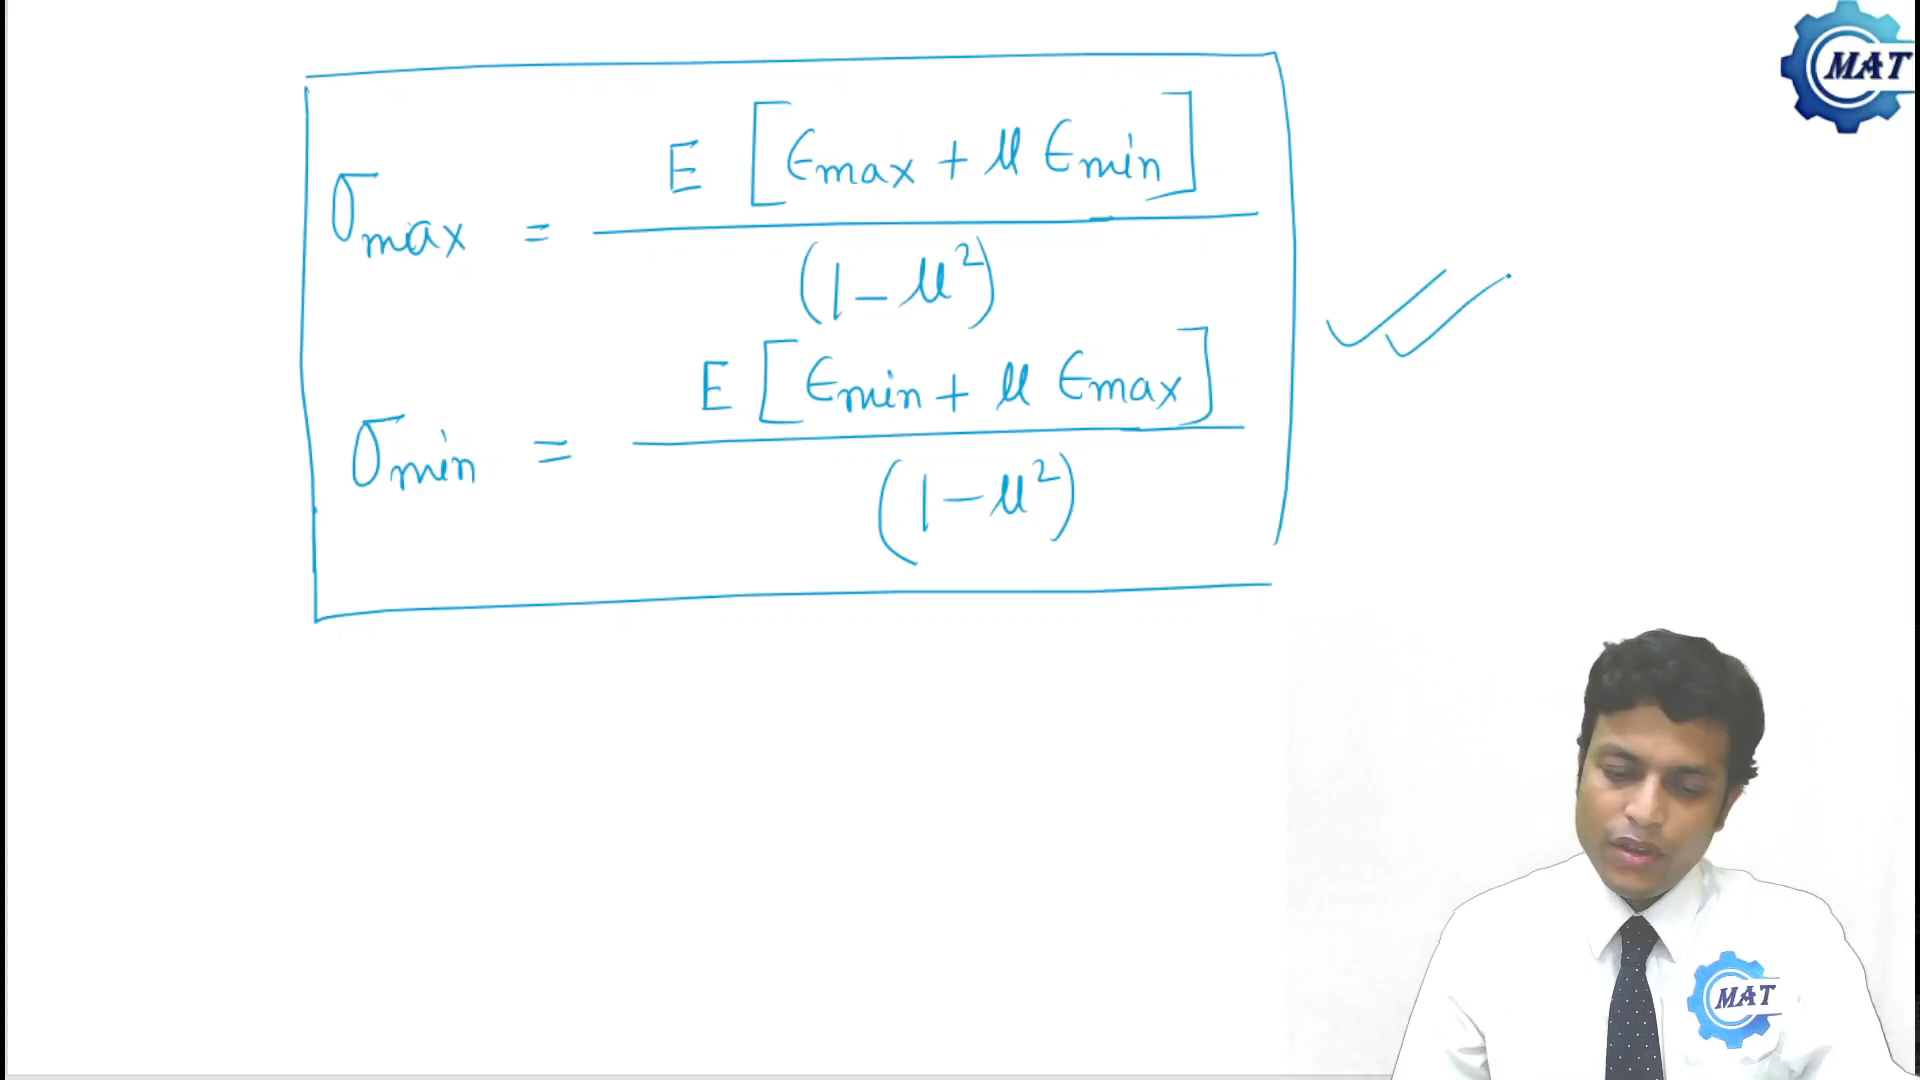 MAT
σmax = E [εmax + μ εmin] / (1 - μ²)
σmin = E [εmin + μ εmax] / (1 - μ²)
MAT